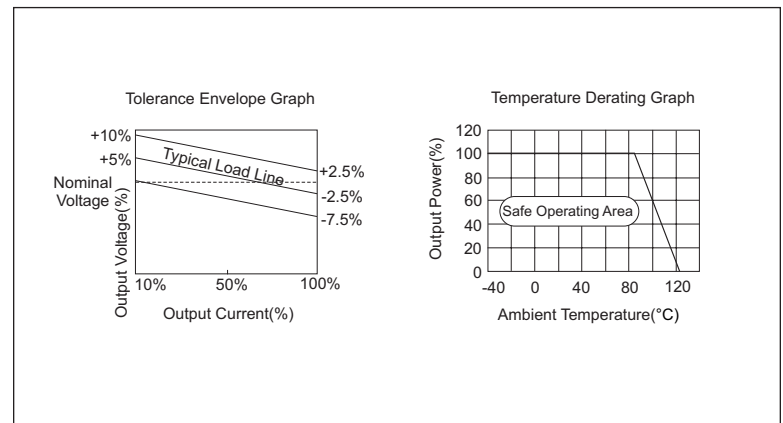 Tolerance Envelope Graph
+10%
+5%
Nominal
Voltage
Output Voltage(%)
Typical Load Line
+2.5%
-2.5%
-7.5%
10%
50%
100%
Output Current(%)
Temperature Derating Graph
Output Power(%)
120
100
80
60
40
20
0
Safe Operating Area
-40
0
40
80
120
Ambient Temperature(°C)